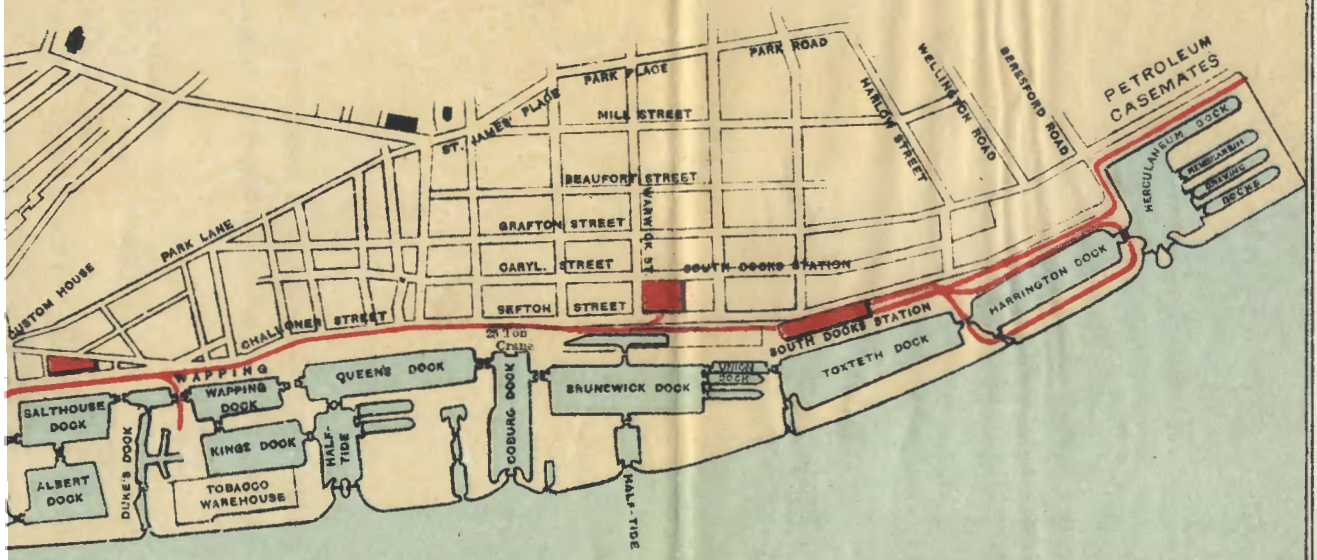 PARK ROAD
PARK PLACE
ST. JAMES' PLACE
MILL STREET
BEAUFORT STREET
GRAFTON STREET
CARYL. STREET
SEFTON STREET
WARWICK ST
SOUTH DOCKS STATION
HARLOW STREET
WELLINGTON ROAD
BERESFORD ROAD
PETROLEUM
CASEMATES
HERCULANEUM DOCK
HERCULANEUM
GRAVING
DOCKS
HARRINGTON DOCK
SOUTH DOCKS STATION
TOXTETH DOCK
PARK LANE
CUSTOM HOUSE
CHALLONER STREET
WAPPING
25 Ton
Crane
UNION
DOCK
BRUNSWICK DOCK
HALF-TIDE
COBURG DOCK
QUEEN'S DOCK
HALF-
TIDE
WAPPING
DOCK
KINGS DOCK
TOBACCO
WAREHOUSE
DUKE'S DOCK
SALTHOUSE
DOCK
ALBERT
DOCK